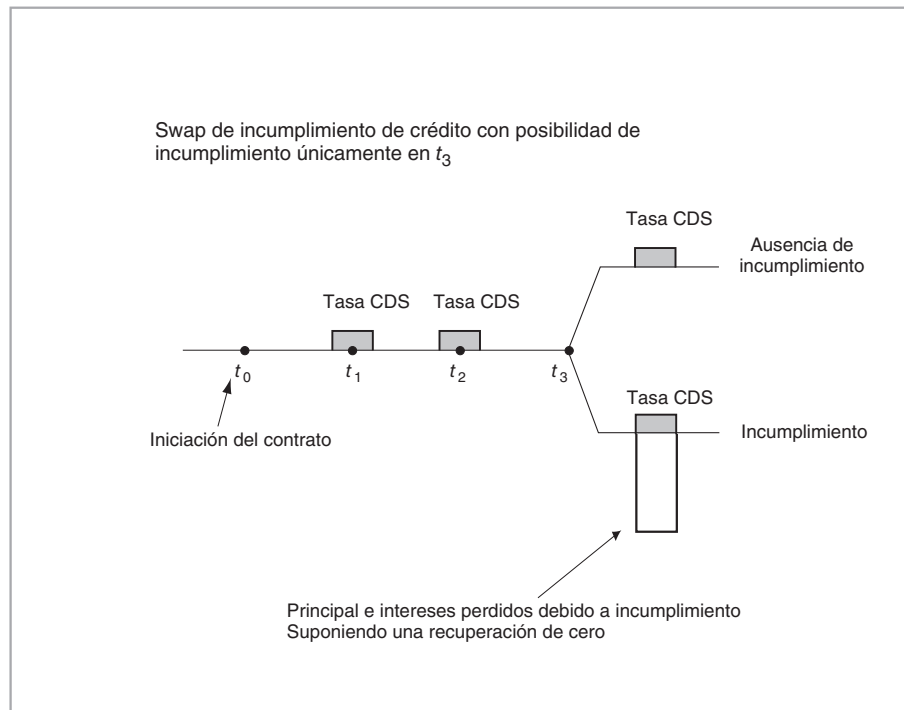 Swap de incumplimiento de crédito con posibilidad de
incumplimiento únicamente en t3
Tasa CDS
Ausencia de
incumplimiento
Tasa CDS
Tasa CDS
t0
t1
t2
t3
Tasa CDS
Iniciación del contrato
Incumplimiento
Principal e intereses perdidos debido a incumplimiento
Suponiendo una recuperación de cero